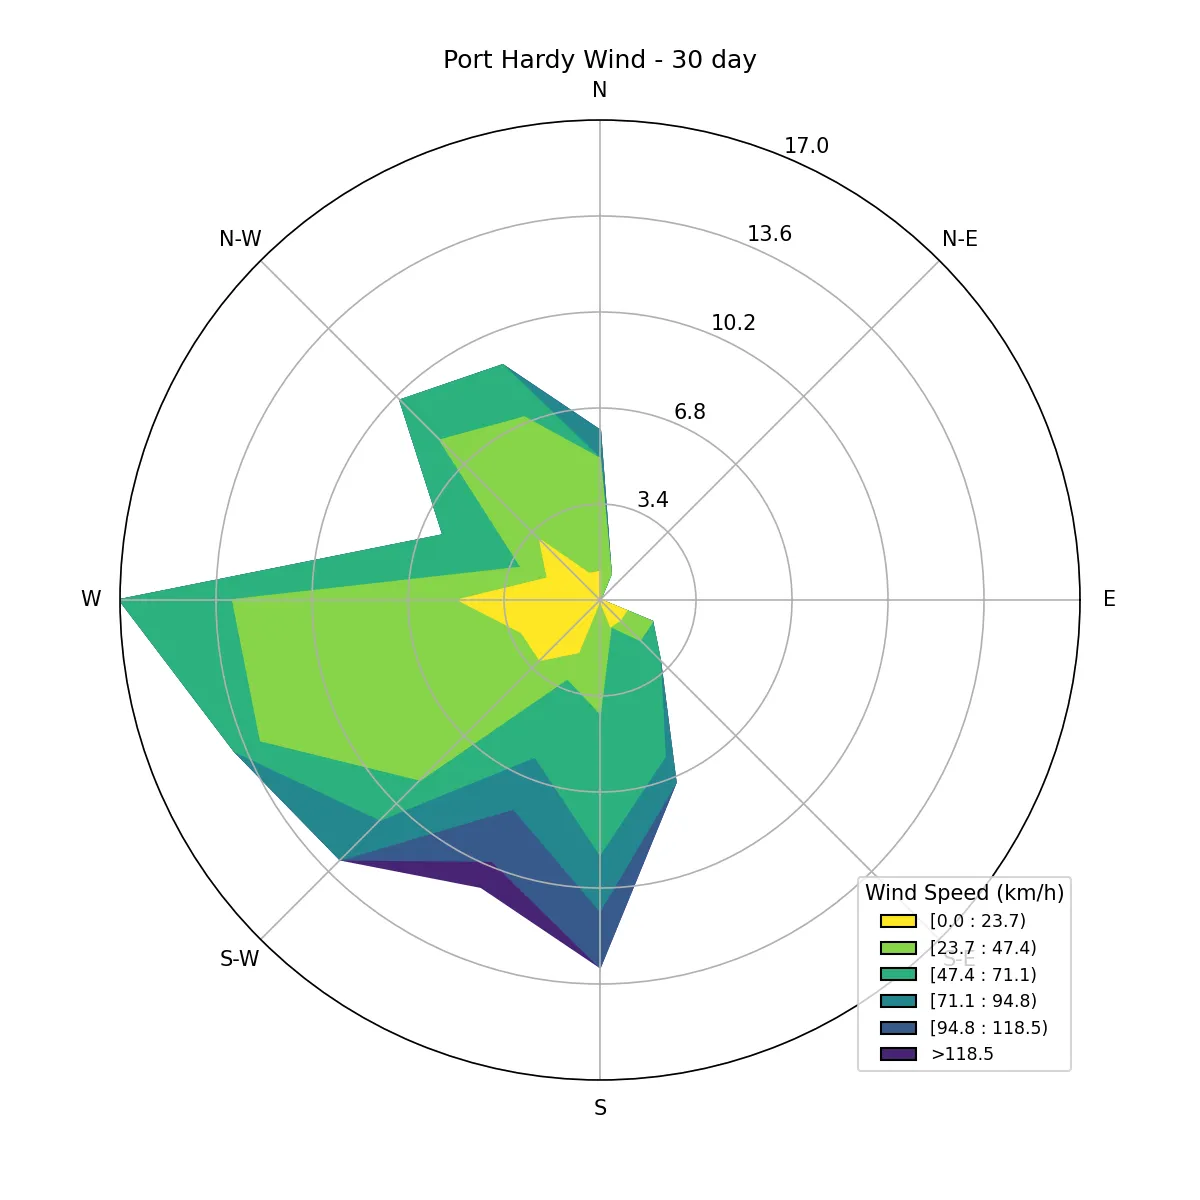 Port Hardy Wind - 30 day
N
17.0
N-W
13.6
N-E
10.2
6.8
3.4
W
E
S-W
S-E
S
Wind Speed (km/h)
[0.0 : 23.7)
[23.7 : 47.4)
[47.4 : 71.1)
[71.1 : 94.8)
[94.8 : 118.5)
>118.5